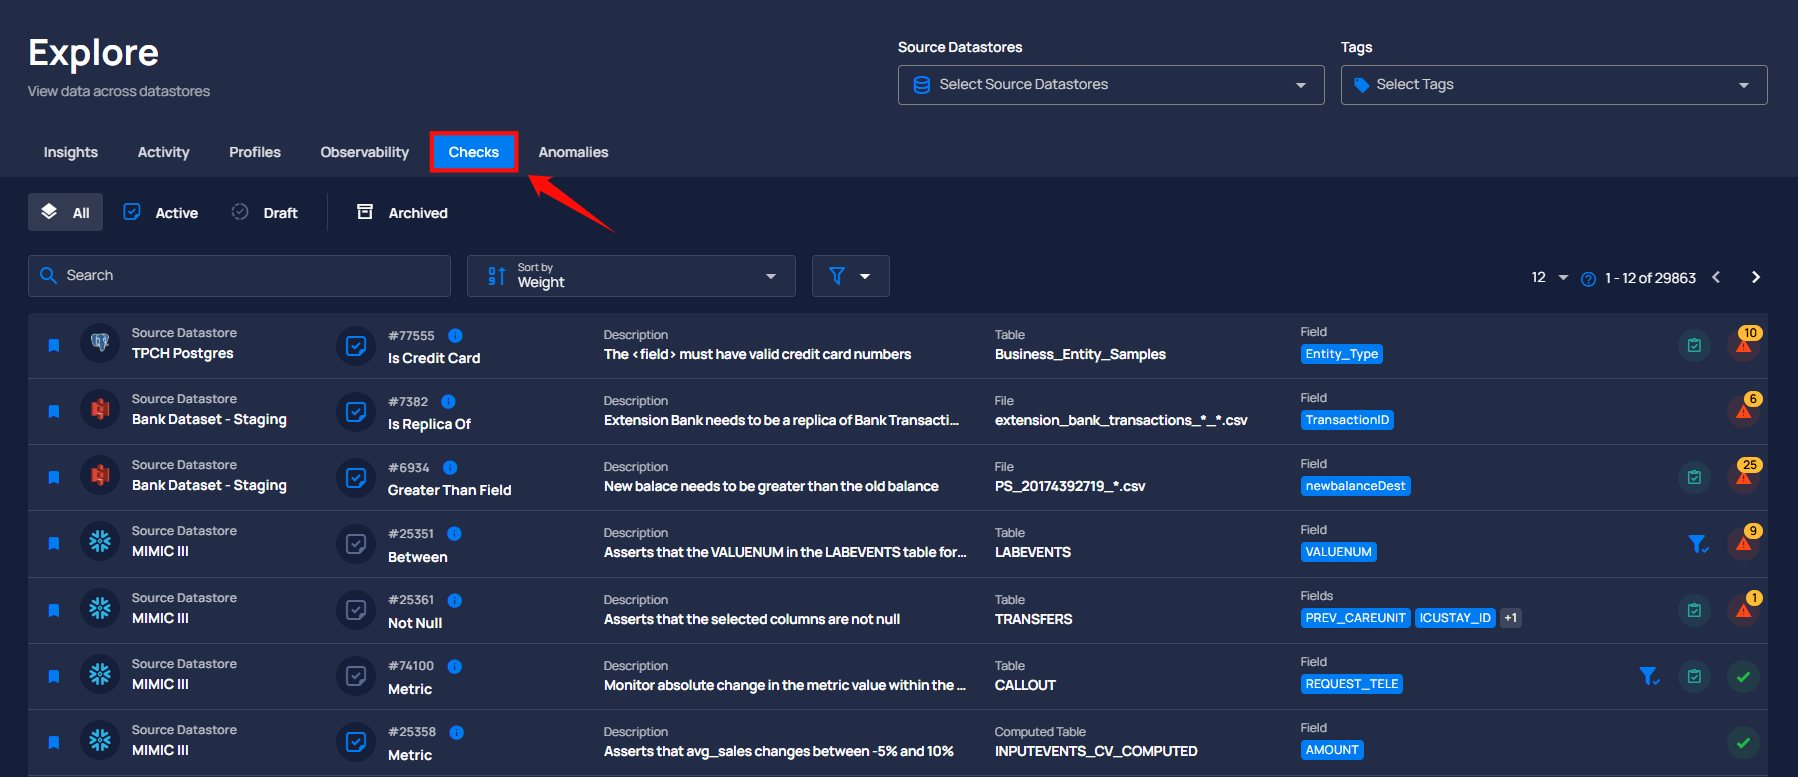 Explore
View data across datastores
Source Datastores
Select Source Datastores
Tags
Select Tags
Insights Activity Profiles Observability Checks Anomalies
All Active Draft Archived
Search
Sort by
Weight
12 1 - 12 of 29863
Source Datastore
TPCH Postgres
#77555
Is Credit Card
Description
The <field> must have valid credit card numbers
Table
Business_Entity_Samples
Field
Entity_Type
10
Source Datastore
Bank Dataset - Staging
#7382
Is Replica Of
Description
Extension Bank needs to be a replica of Bank Transacti...
File
extension_bank_transactions_*_*.csv
Field
TransactionID
6
Source Datastore
Bank Dataset - Staging
#6934
Greater Than Field
Description
New balace needs to be greater than the old balance
File
PS_20174392719_*.csv
Field
newbalanceDest
25
Source Datastore
MIMIC III
#25351
Between
Description
Asserts that the VALUENUM in the LABEVENTS table for...
Table
LABEVENTS
Field
VALUENUM
9
Source Datastore
MIMIC III
#25361
Not Null
Description
Asserts that the selected columns are not null
Table
TRANSFERS
Fields
PREV_CAREUNIT ICUSTAY_ID +1
1
Source Datastore
MIMIC III
#74100
Metric
Description
Monitor absolute change in the metric value within the ...
Table
CALLOUT
Field
REQUEST_TELE
Source Datastore
MIMIC III
#25358
Metric
Description
Asserts that avg_sales changes between -5% and 10%
Computed Table
INPUTEVENTS_CV_COMPUTED
Field
AMOUNT